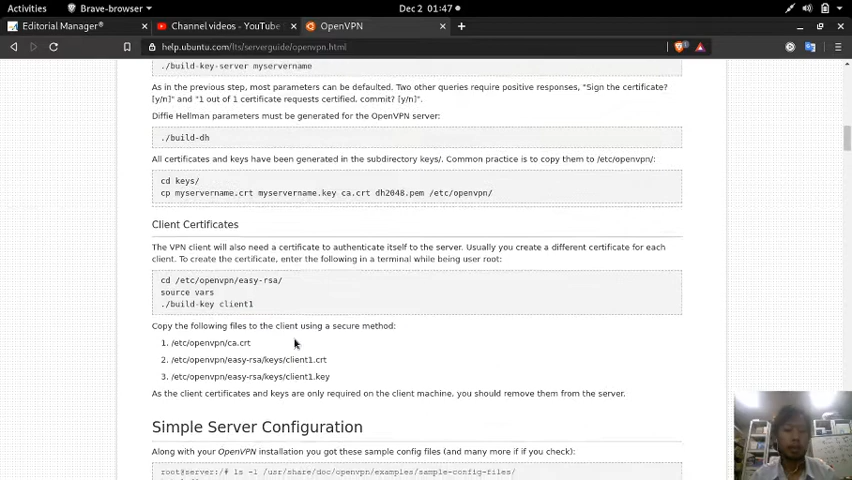 Activities
Brave-browser
Dec 2 01:47
Editorial Manager®
Channel videos - YouTube
OpenVPN
help.ubuntu.com/lts/serverguide/openvpn.html
./build-key-server myservername
As in the previous step, most parameters can be defaulted. Two other queries require positive responses, "Sign the certificate?
[y/n]" and "1 out of 1 certificate requests certified. commit? [y/n]".
Diffie Hellman parameters must be generated for the OpenVPN server:
./build-dh
All certificates and keys have been generated in the subdirectory keys/. Common practice is to copy them to /etc/openvpn/:
cd keys/
cp myservername.crt myservername.key ca.crt dh2048.pem /etc/openvpn/
Client Certificates
The VPN client will also need a certificate to authenticate itself to the server. Usually you create a different certificate for each
client. To create the certificate, enter the following in a terminal while being user root:
cd /etc/openvpn/easy-rsa/
source vars
./build-key client1
Copy the following files to the client using a secure method:
1. /etc/openvpn/ca.crt
2. /etc/openvpn/easy-rsa/keys/client1.crt
3. /etc/openvpn/easy-rsa/keys/client1.key
As the client certificates and keys are only required on the client machine, you should remove them from the server.
Simple Server Configuration
Along with your OpenVPN installation you got these sample config files (and many more if if you check):
root@server:/# ls -l /usr/share/doc/openvpn/examples/sample-config-files/